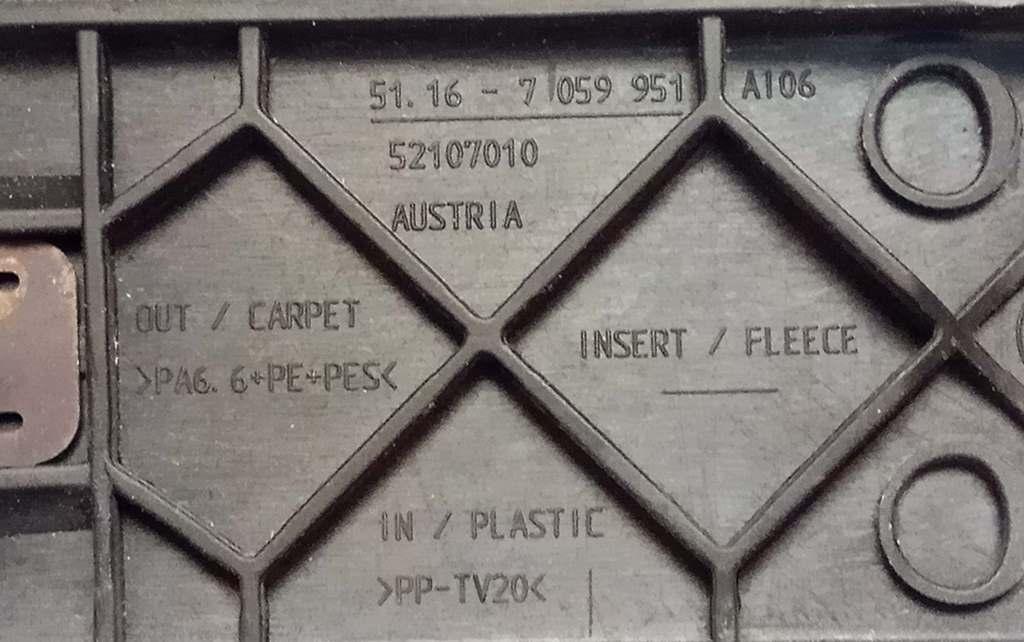 51.16 - 7 059 951 A106
52107010
AUSTRIA
OUT / CARPET
>PA6.6+PE+PES<
INSERT / FLEECE
IN / PLASTIC
>PP-TV20<